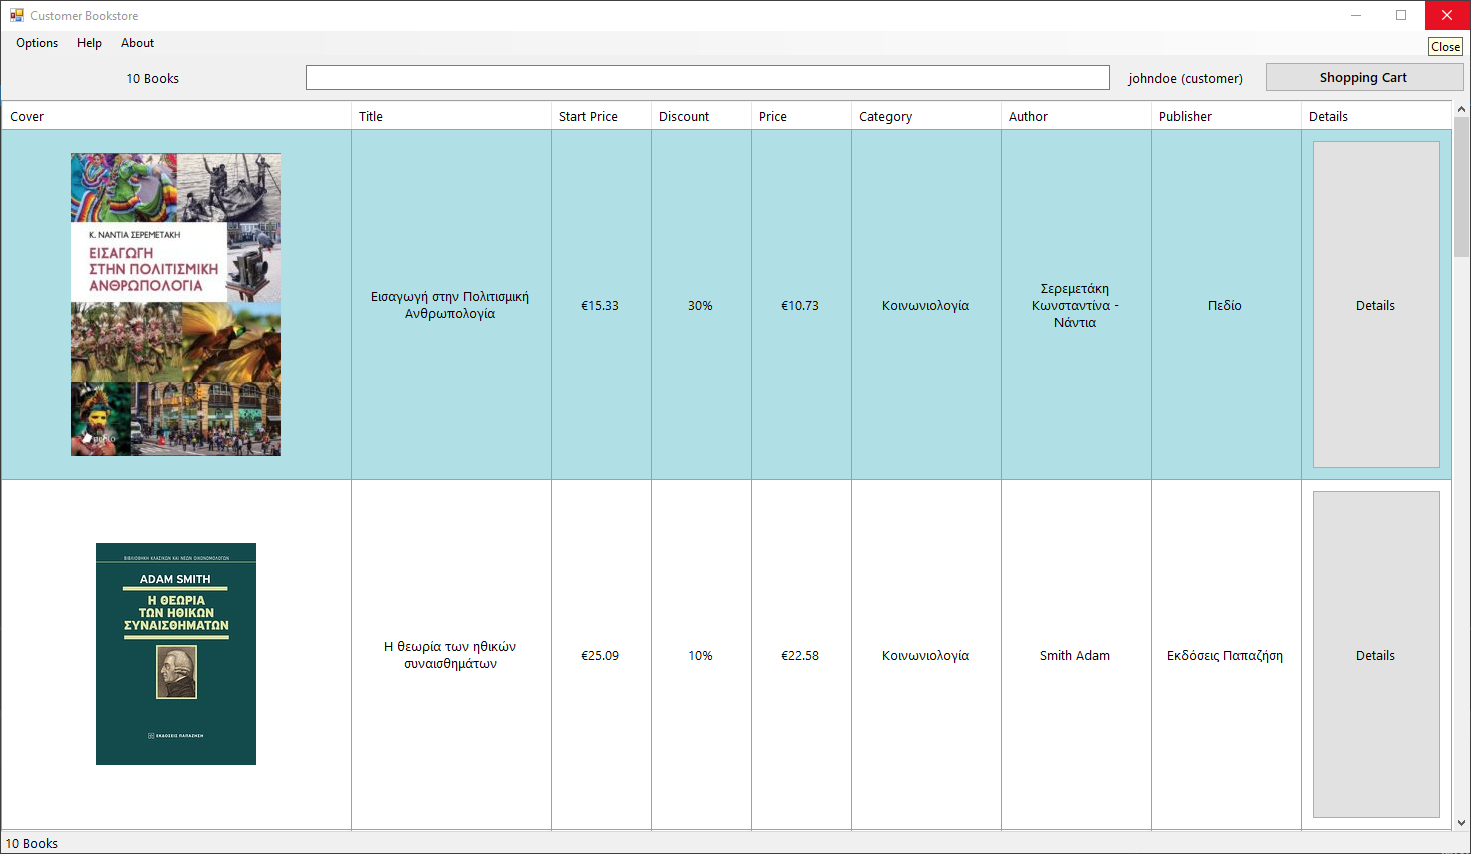 Customer Bookstore
Options Help About
Close
10 Books
johndoe (customer)
Shopping Cart
Cover Title Start Price Discount Price Category Author Publisher Details
Κ. ΝΑΝΤΙΑ ΣΕΡΕΜΕΤΑΚΗ
ΕΙΣΑΓΩΓΗ
ΣΤΗΝ ΠΟΛΙΤΙΣΜΙΚΗ
ΑΝΘΡΩΠΟΛΟΓΙΑ
Εισαγωγή στην Πολιτισμική
Ανθρωπολογία
€15.33
30%
€10.73
Κοινωνιολογία
Σερεμετάκη
Κωνσταντίνα -
Νάντια
Πεδίο
Details
ΒΙΒΛΙΟΘΗΚΗ ΚΛΑΣΙΚΩΝ ΚΑΙ ΝΕΩΝ ΟΙΚΟΝΟΜΟΛΟΓΩΝ
ADAM SMITH
Η ΘΕΩΡΙΑ
ΤΩΝ ΗΘΙΚΩΝ
ΣΥΝΑΙΣΘΗΜΑΤΩΝ
ΕΚΔΟΣΕΙΣ ΠΑΠΑΖΗΣΗ
Η θεωρία των ηθικών
συναισθημάτων
€25.09
10%
€22.58
Κοινωνιολογία
Smith Adam
Εκδόσεις Παπαζήση
Details
10 Books